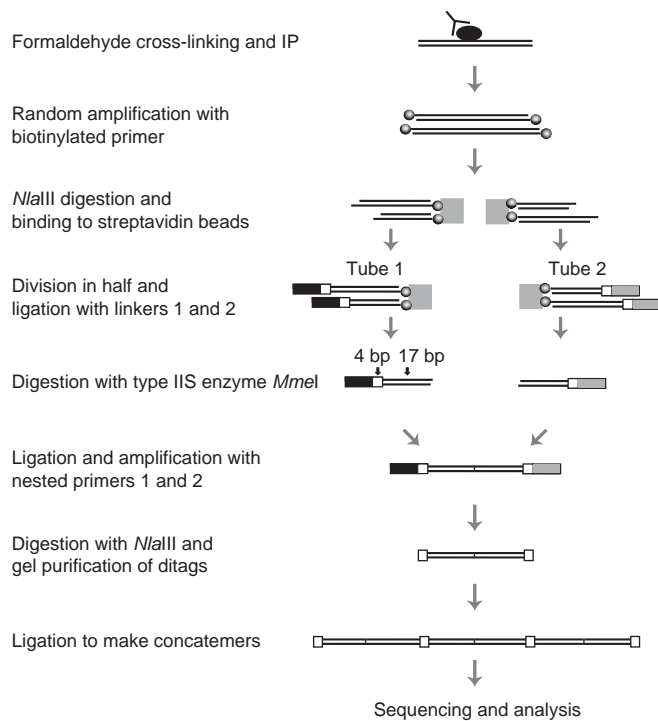 Formaldehyde cross-linking and IP
Random amplification with
biotinylated primer
NlaIII digestion and
binding to streptavidin beads
Tube 1
Tube 2
Division in half and
ligation with linkers 1 and 2
4 bp
17 bp
Digestion with type IIS enzyme MmeI
Ligation and amplification with
nested primers 1 and 2
Digestion with NlaIII and
gel purification of ditags
Ligation to make concatemers
Sequencing and analysis